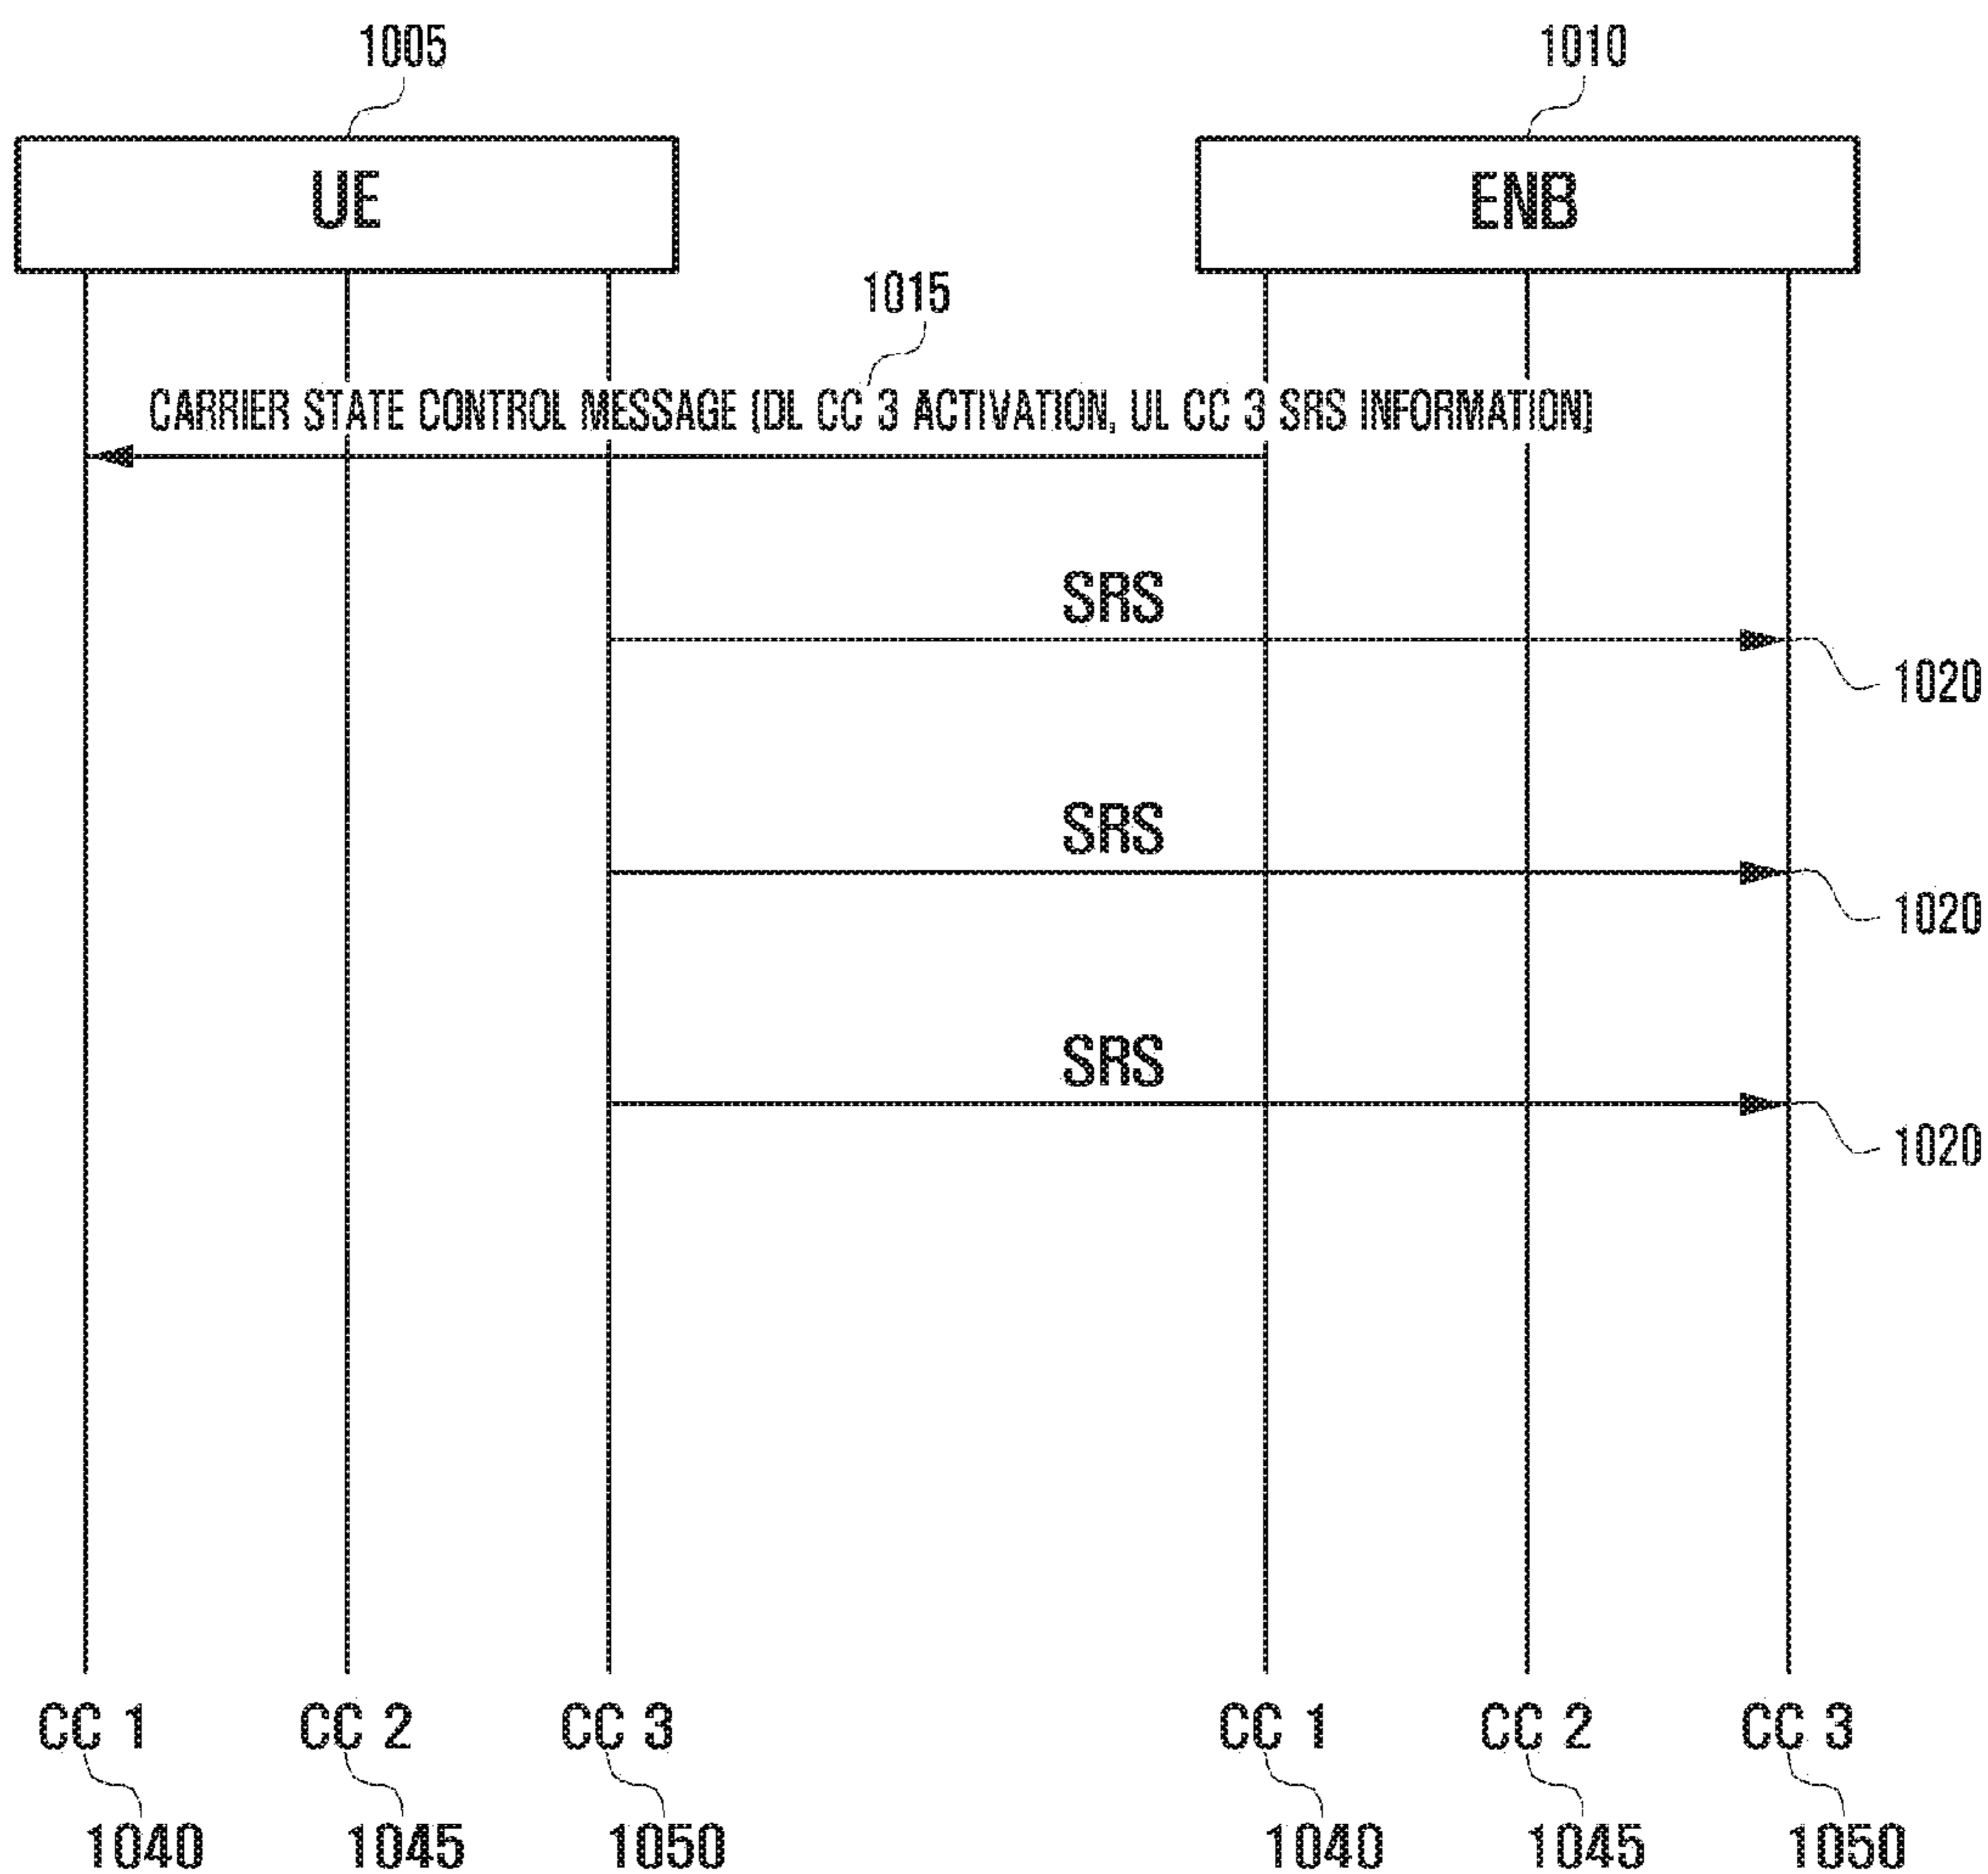 1005
1010
UE
ENB
1015
CARRIER STATE CONTROL MESSAGE (DL CC 3 ACTIVATION, UL CC 3 SRS INFORMATION)
SRS
1020
SRS
1020
SRS
1020
CC 1
CC 2
CC 3
CC 1
CC 2
CC 3
1040
1045
1050
1040
1045
1050